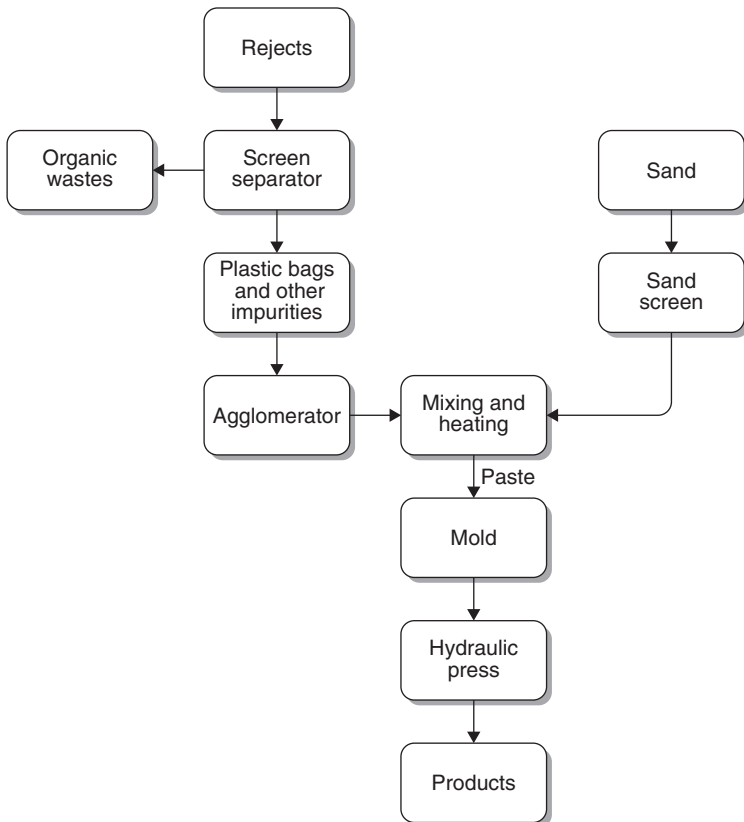 Rejects
Organic
wastes
Screen
separator
Sand
Plastic bags
and other
impurities
Sand
screen
Agglomerator
Mixing and
heating
Paste
Mold
Hydraulic
press
Products